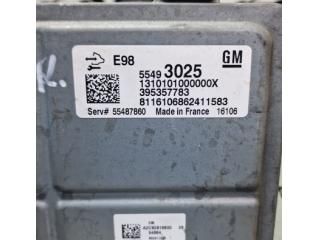 E98
GM
5549 3025
1310101000000X
395357783
8116106862411583
Serv# 55487860 Made in France 16106